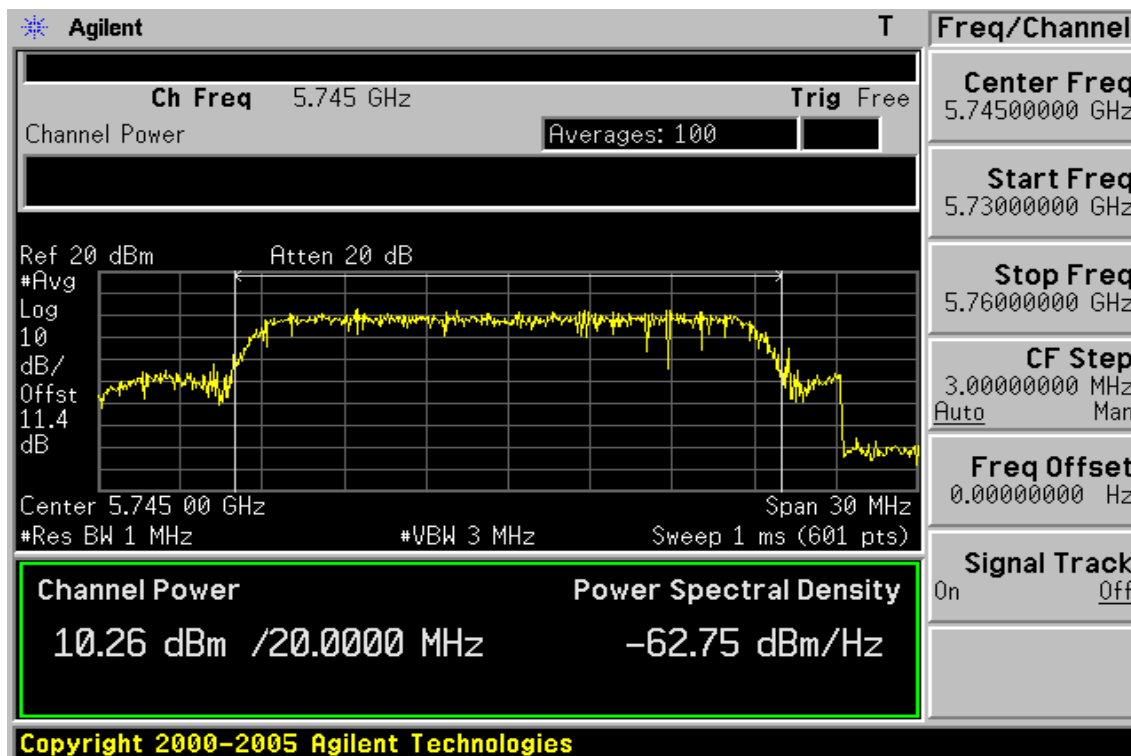 Agilent T Freq/Channel
Ch Freq 5.745 GHz Trig Free
Channel Power Averages: 100
Ref 20 dBm Atten 20 dB
#Avg
Log
10
dB/
Offst
11.4
dB
Center 5.745 00 GHz Span 30 MHz
#Res BW 1 MHz #VBW 3 MHz Sweep 1 ms (601 pts)
Channel Power Power Spectral Density
10.26 dBm /20.0000 MHz -62.75 dBm/Hz
Copyright 2000-2005 Agilent Technologies
Center Freq
5.74500000 GHz
Start Freq
5.73000000 GHz
Stop Freq
5.76000000 GHz
CF Step
3.00000000 MHz
Auto Man
Freq Offset
0.00000000 Hz
Signal Track
On Off